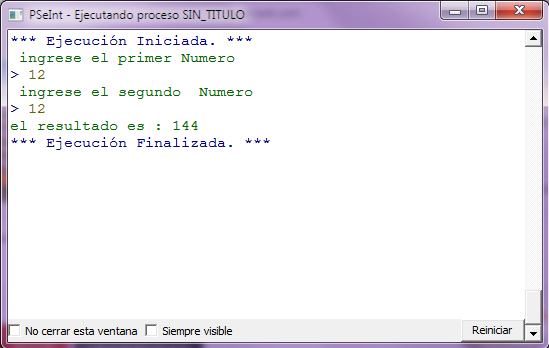 PSeInt - Ejecutando proceso SIN_TITULO
*** Ejecución Iniciada. ***
ingrese el primer Numero
> 12
ingrese el segundo  Numero
> 12
el resultado es : 144
*** Ejecución Finalizada. ***
No cerrar esta ventana
Siempre visible
Reiniciar